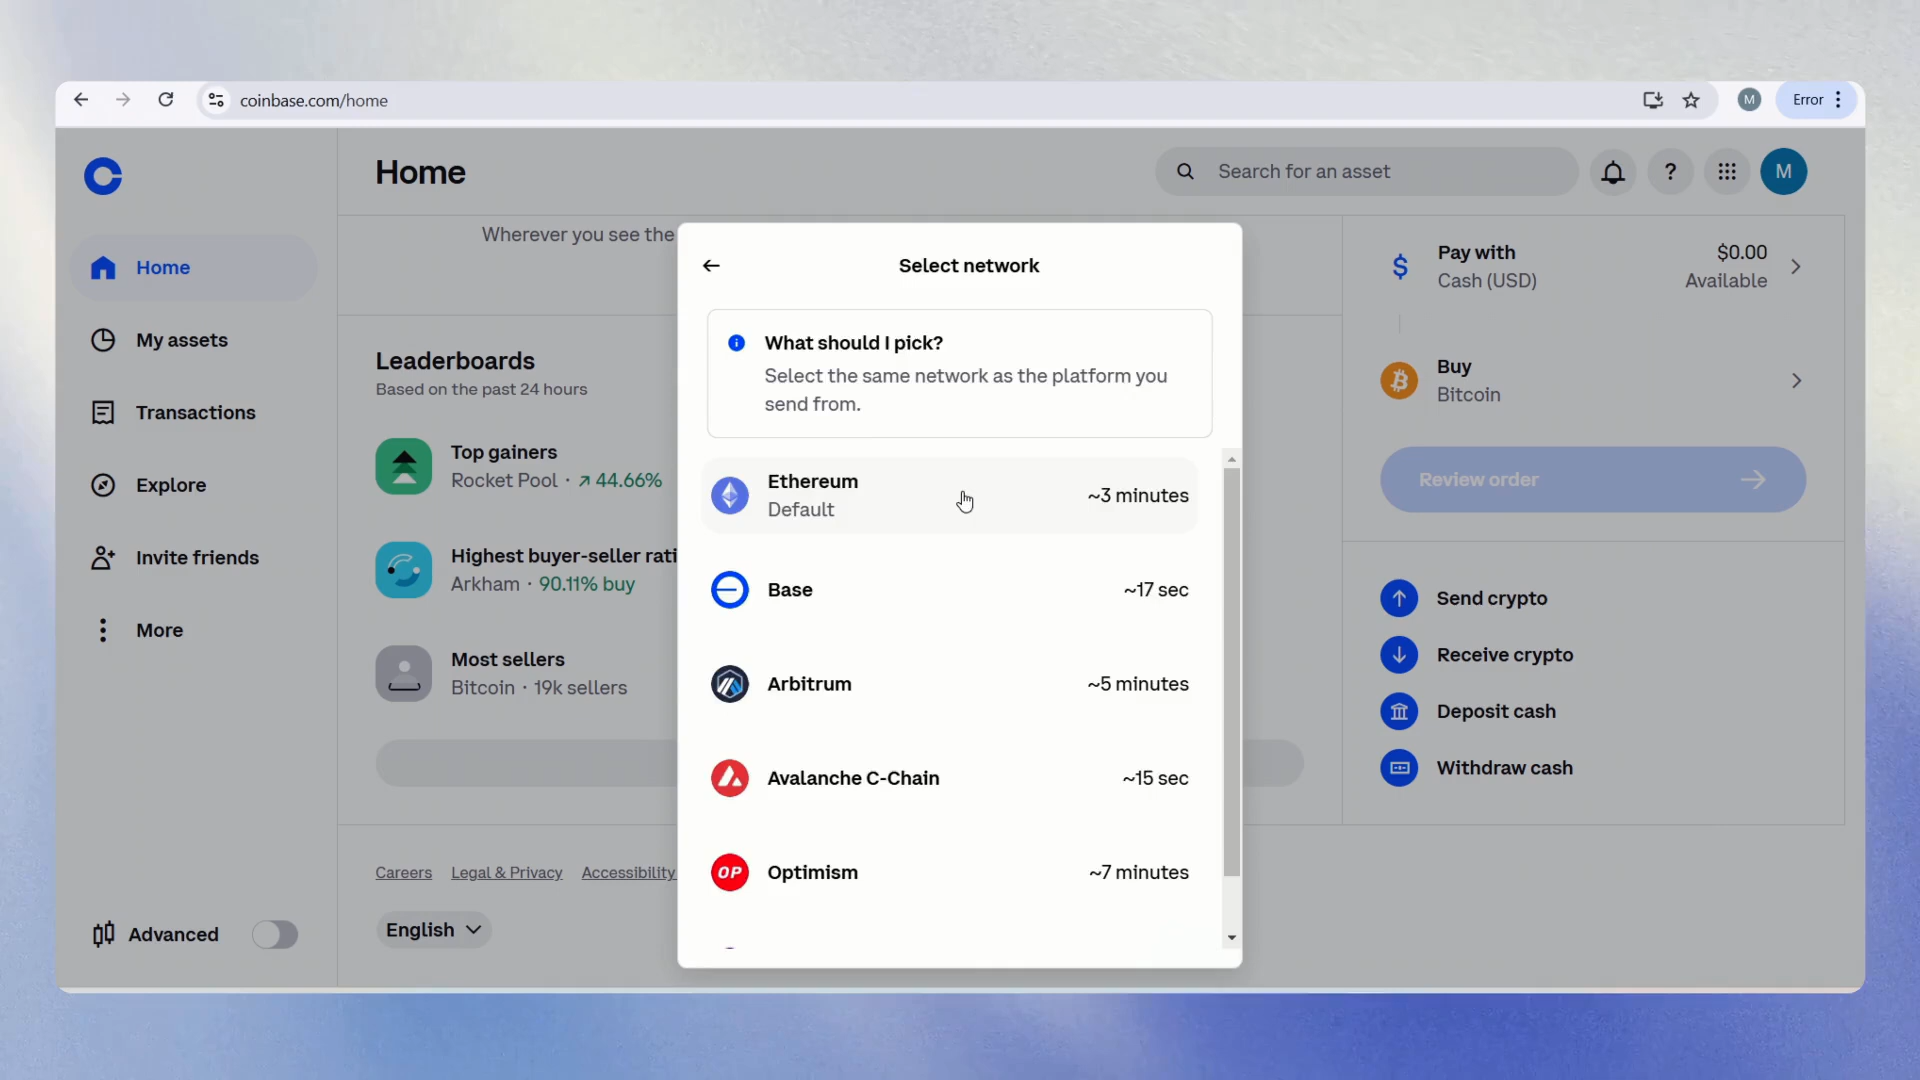 coinbase.com/home
M
Error
Home
Search for an asset
?
M
Home
My assets
Transactions
Explore
Invite friends
More
Advanced
Wherever you see the
Leaderboards
Based on the past 24 hours
Top gainers
Rocket Pool · ↗ 44.66%
Highest buyer-seller rati
Arkham · 90.11% buy
Most sellers
Bitcoin · 19k sellers
Careers Legal & Privacy Accessibility
English
Select network
What should I pick?
Select the same network as the platform you
send from.
Ethereum
Default
~3 minutes
Base
~17 sec
Arbitrum
~5 minutes
Avalanche C-Chain
~15 sec
OP
Optimism
~7 minutes
Pay with
Cash (USD)
$0.00
Available
Buy
Bitcoin
Review order
Send crypto
Receive crypto
Deposit cash
Withdraw cash